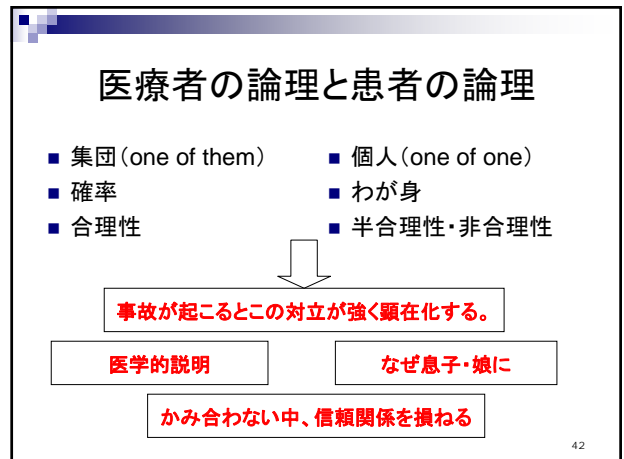 医療者の論理と患者の論理
集団(one of them)
確率
合理性
個人(one of one)
わが身
半合理性・非合理性
事故が起こるとこの対立が強く顕在化する。
医学的説明
なぜ息子・娘に
かみ合わない中、信頼関係を損ねる
42